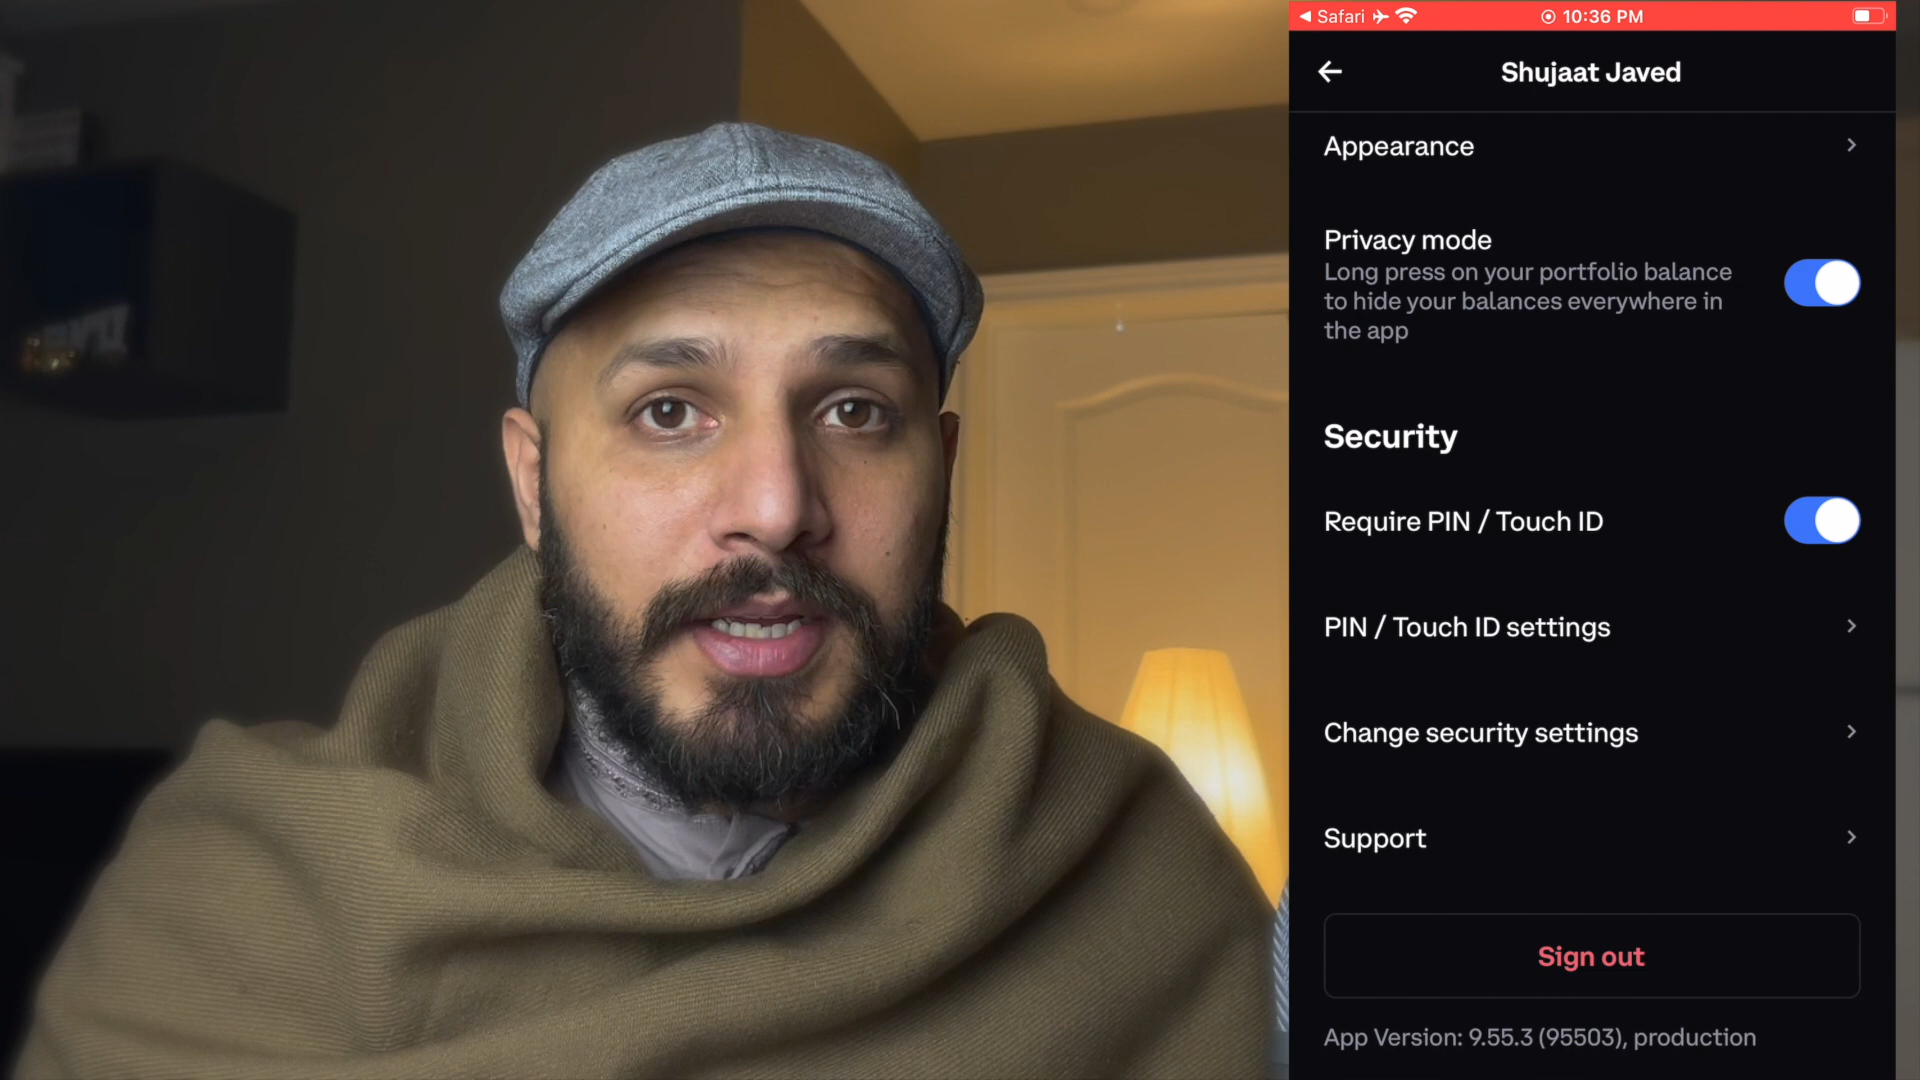 Safari
10:36 PM
Shujaat Javed
Appearance
Privacy mode
Long press on your portfolio balance
to hide your balances everywhere in
the app
Security
Require PIN / Touch ID
PIN / Touch ID settings
Change security settings
Support
Sign out
App Version: 9.55.3 (95503), production